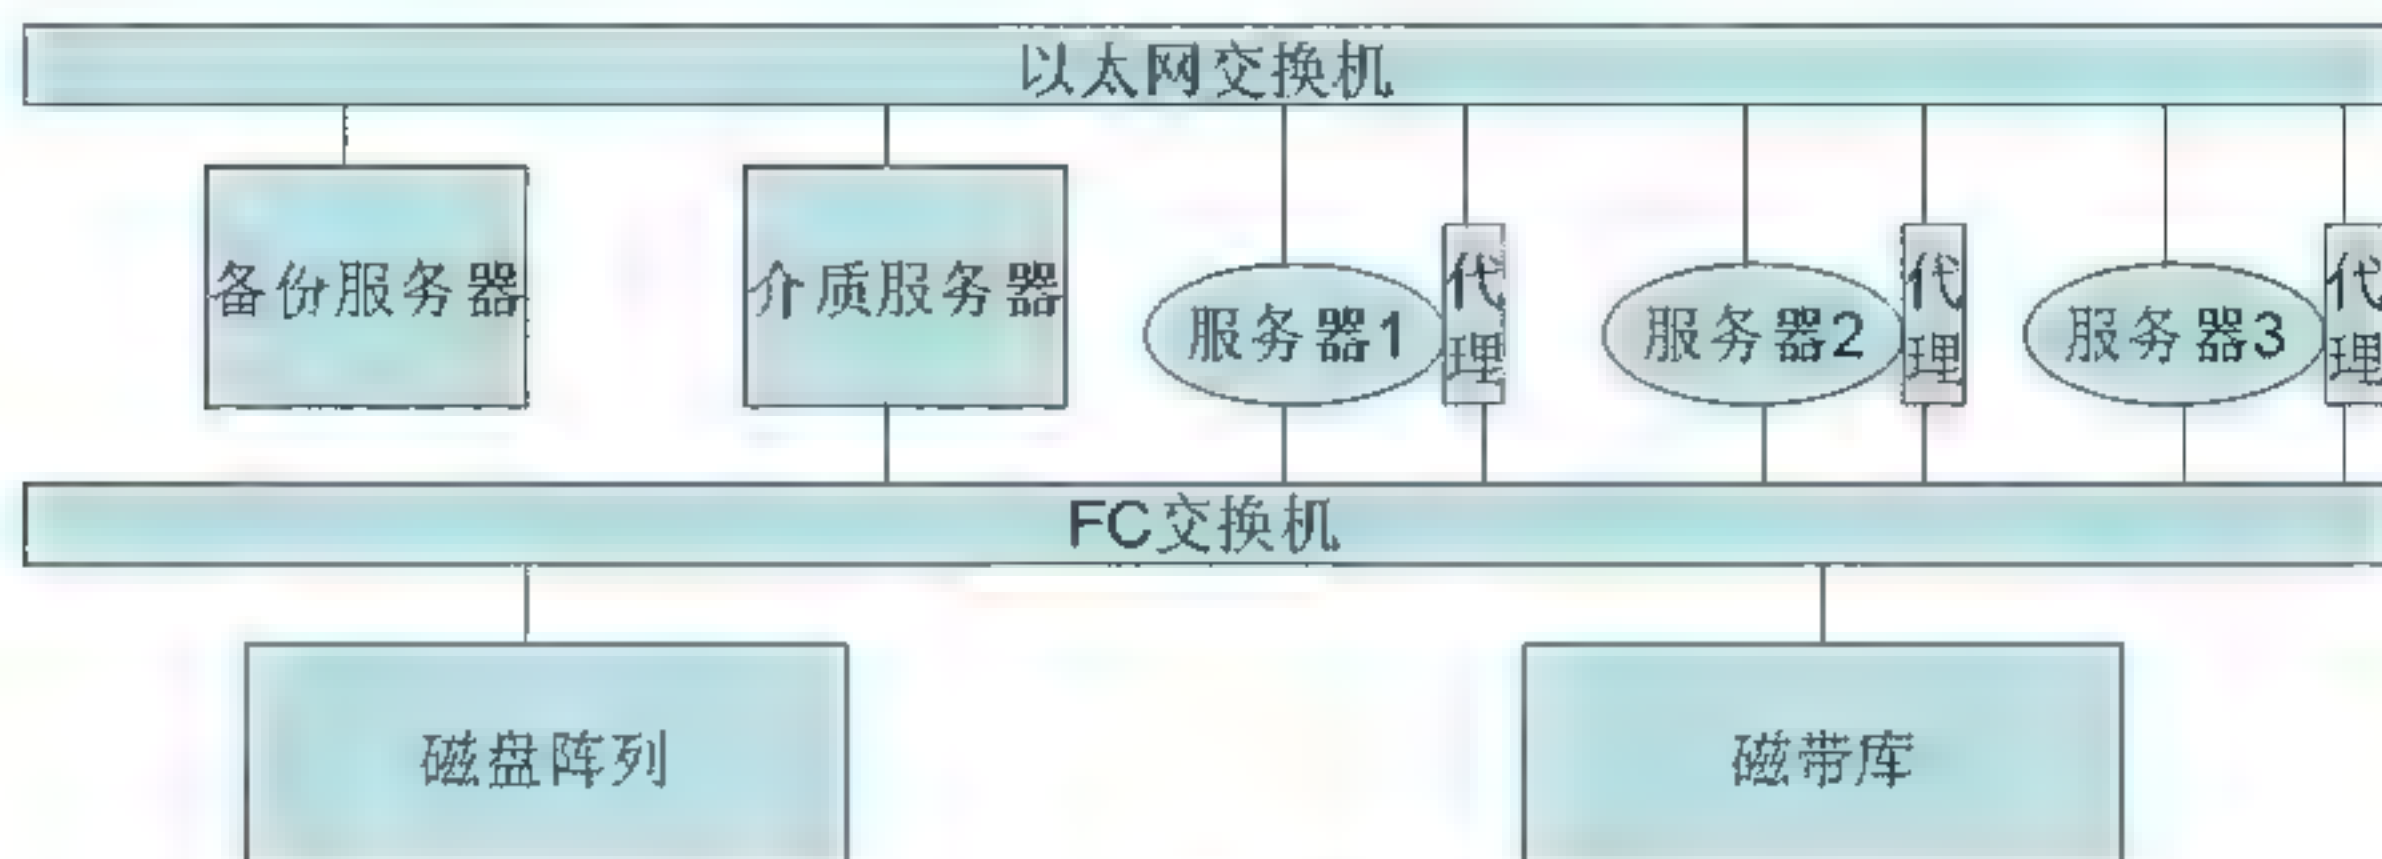 以太网交换机
备份服务器
介质服务器
服务器1
代理
服务器2
代理
服务器3
代理
FC交换机
磁盘阵列
磁带库